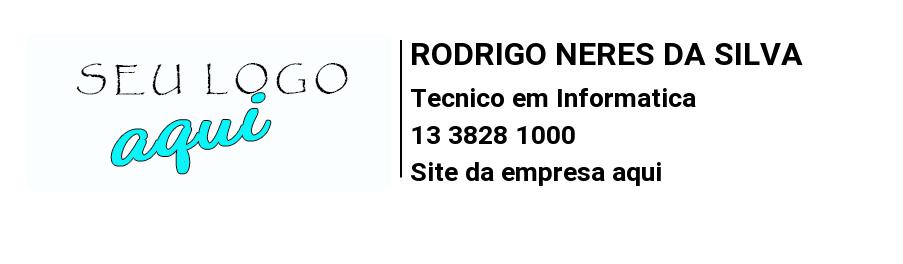 SEU LOGO
aqui
RODRIGO NERES DA SILVA
Tecnico em Informatica
13 3828 1000
Site da empresa aqui